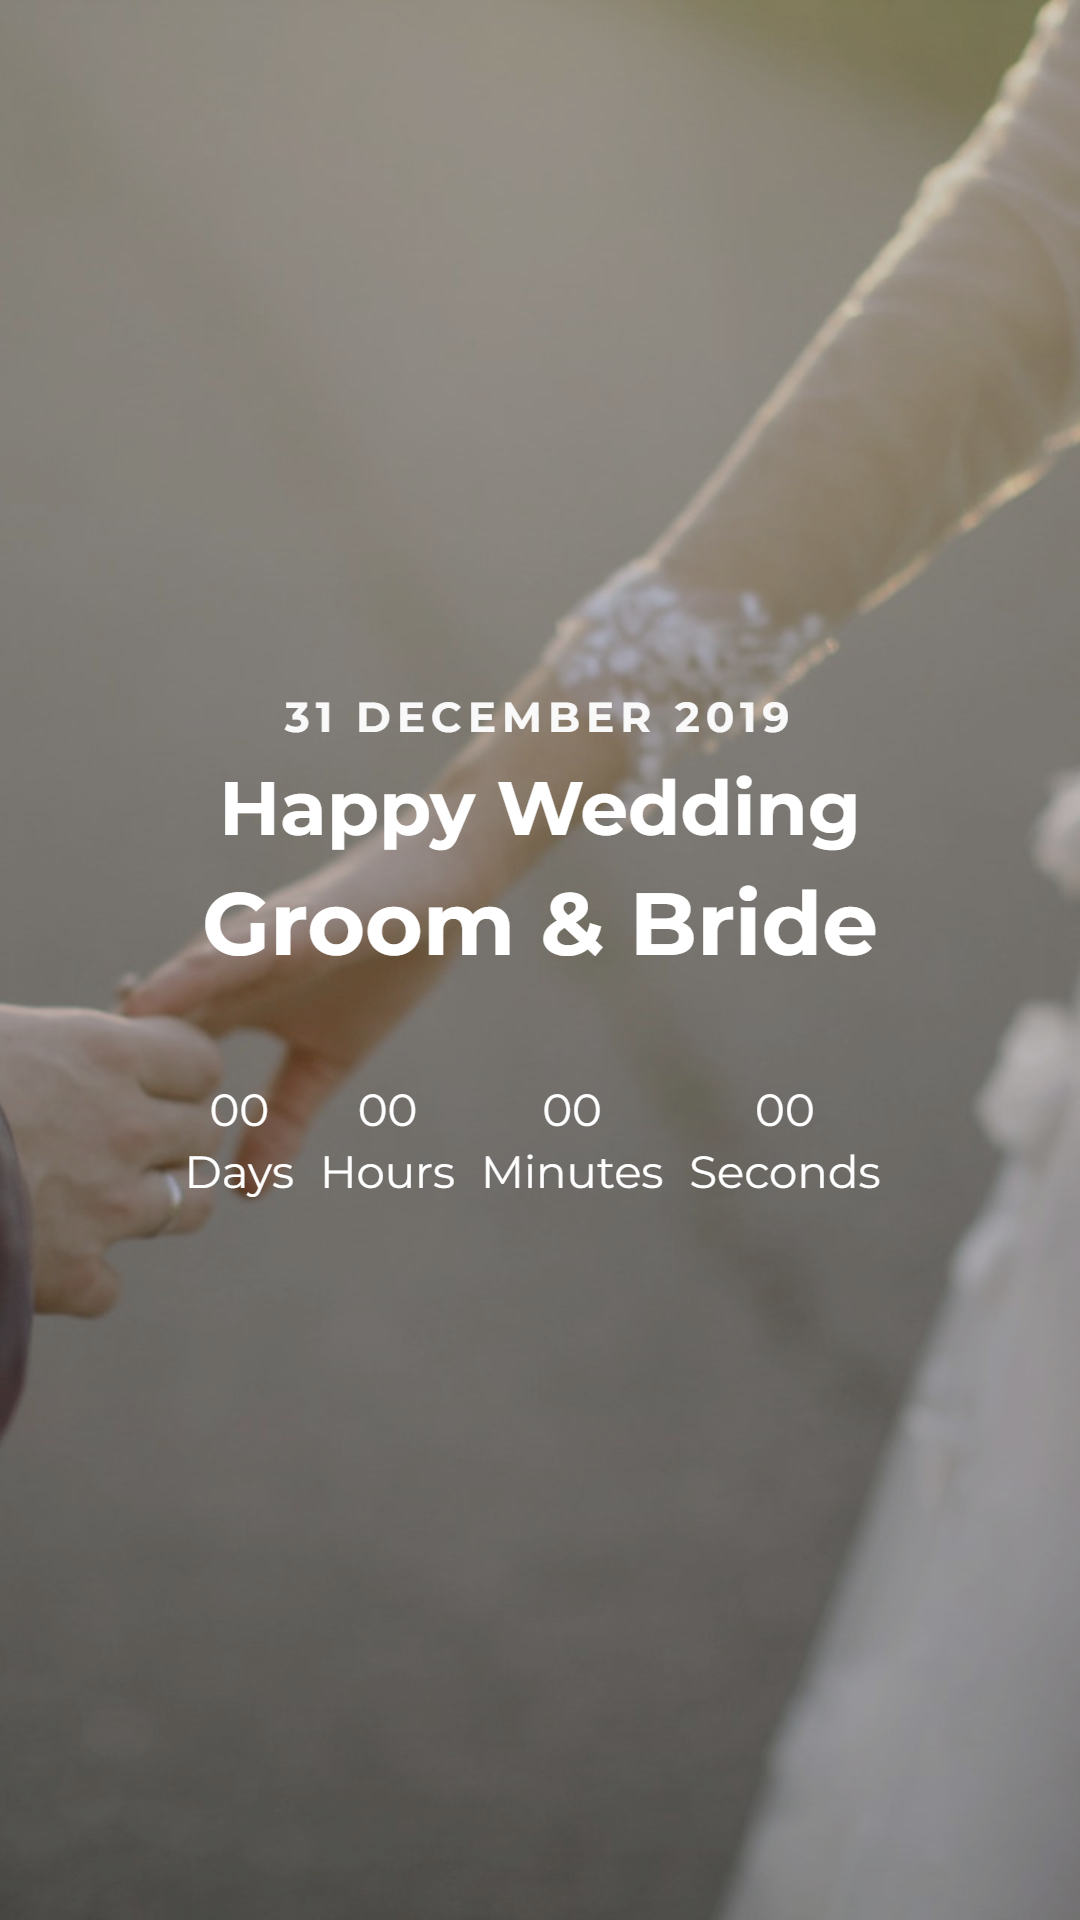 31 DECEMBER 2019
Happy Wedding
Groom & Bride
00 00 00 00
Days Hours Minutes Seconds